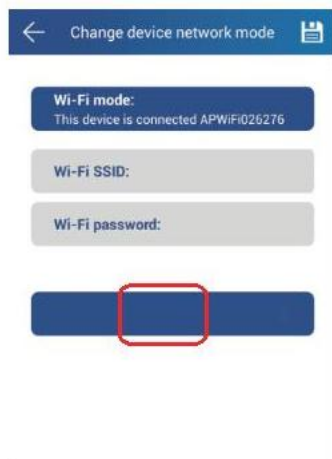 Change device network mode
Wi-Fi mode:
This device is connected APWiFi026276
Wi-Fi SSID:
Wi-Fi password: